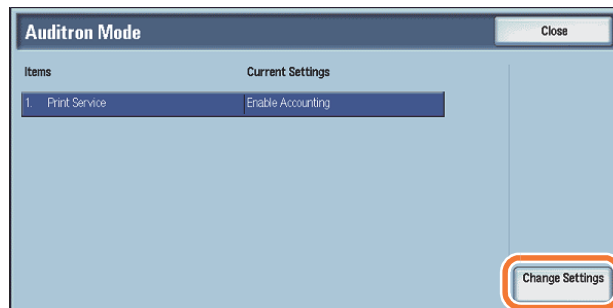 Auditron Mode
Close
Items Current Settings
1. Print Service Enable Accounting
Change Settings